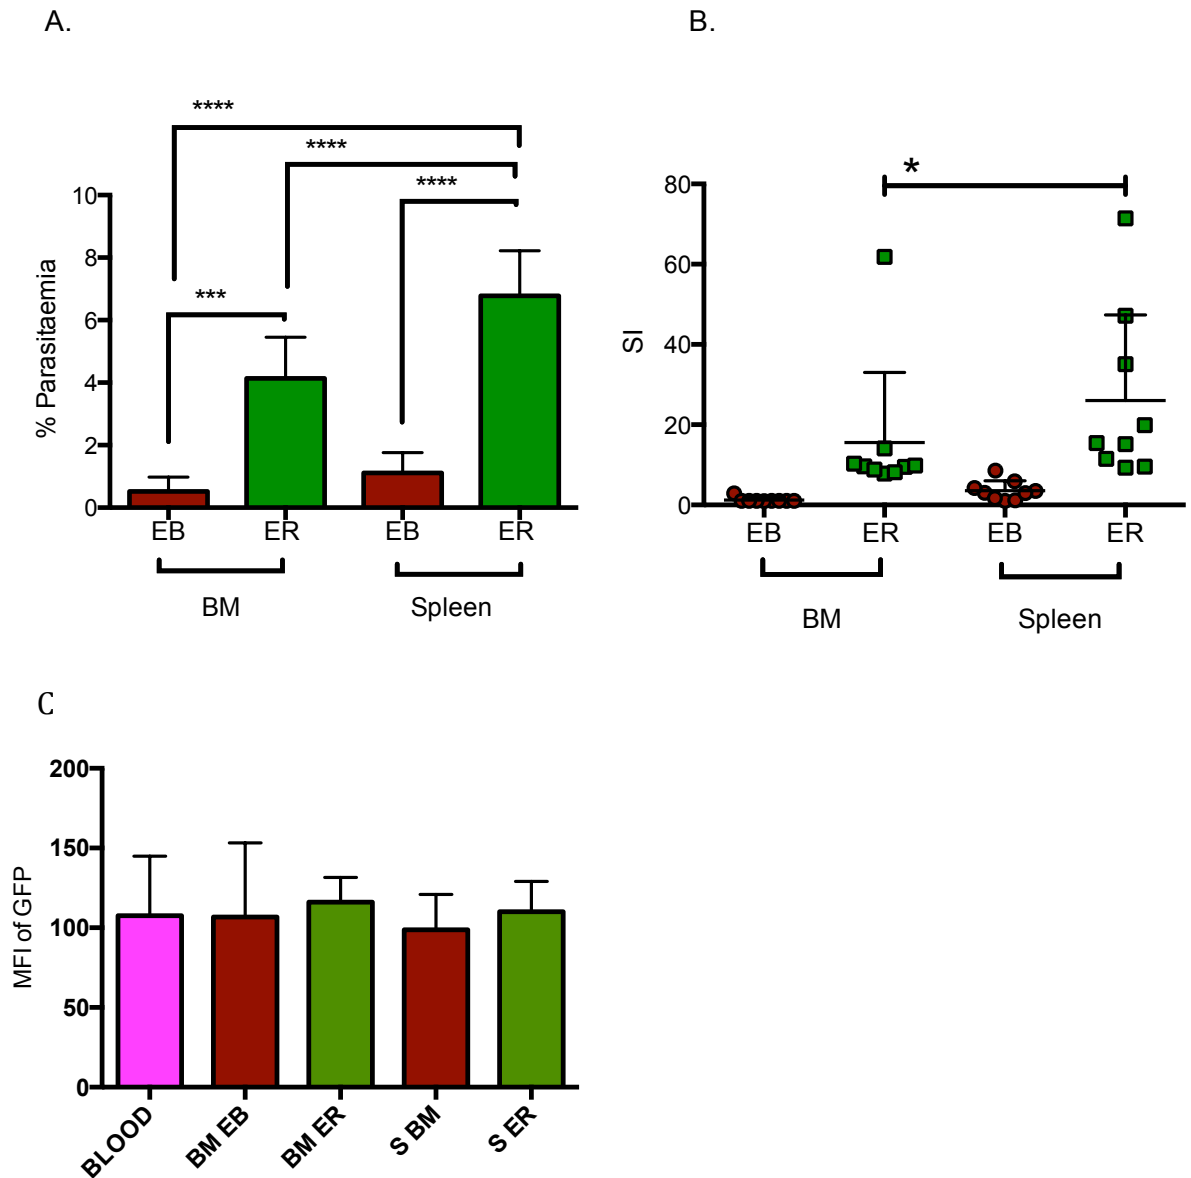 A.
****
****
****
***
% Parasitaemia
10
8
6
4
2
0
EB
ER
EB
ER
BM
Spleen
B.
*
SI
80
60
40
20
0
EB
ER
EB
ER
BM
Spleen
C
MFI of GFP
200
150
100
50
0
BLOOD
BM EB
BM ER
S BM
S ER